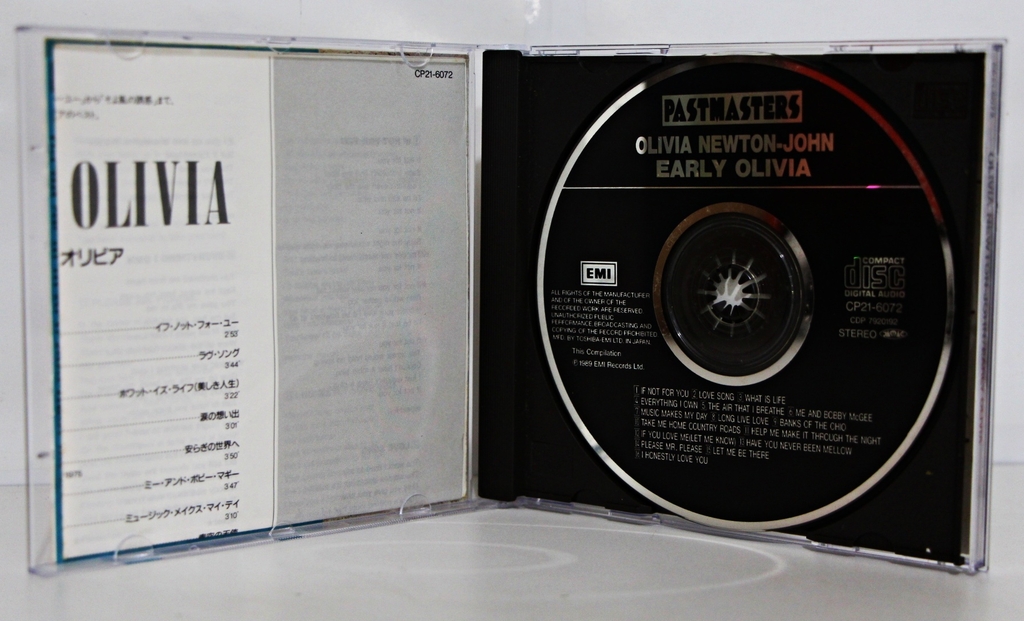 CP21-6072
OLIVIA
オリビア
イフ・ノット・フォー・ユー
2'53"
ラヴ・ソング
3'44"
ホワット・イズ・ライフ(美しき人生)
3'22"
涙の想い出
3'01"
安らぎの世界へ
3'50"
ミー・アンド・ボビー・マギー
3'47"
ミュージック・メイクス・マイ・デイ
3'10"
PASTMASTERS
OLIVIA NEWTON-JOHN
EARLY OLIVIA
EMI
ALL RIGHTS OF THE MANUFACTURER
AND OF THE OWNER OF THE
RECORDED WORK ARE RESERVED
UNAUTHORIZED PUBLIC
PERFORMANCE, BROADCASTING AND
COPYING OF THE RECORD PROHIBITED
MFD. BY TOSHIBA-EMI LTD. IN JAPAN.
This Compilation
℗1989 EMI Records Ltd.
COMPACT
disc
DIGITAL AUDIO
CP21-6072
CDP 7920192
STEREO
1 IF NOT FOR YOU 2 LOVE SONG 3 WHAT IS LIFE
4 EVERYTHING I OWN 5 THE AIR THAT I BREATHE 6 ME AND BOBBY McGEE
7 MUSIC MAKES MY DAY 8 LONG LIVE LOVE 9 BANKS OF THE OHIO
10 TAKE ME HOME COUNTRY ROADS 11 HELP ME MAKE IT THROUGH THE NIGHT
12 IF YOU LOVE ME(LET ME KNOW) 13 HAVE YOU NEVER BEEN MELLOW
14 PLEASE MR. PLEASE 15 LET ME BE THERE
16 I HONESTLY LOVE YOU